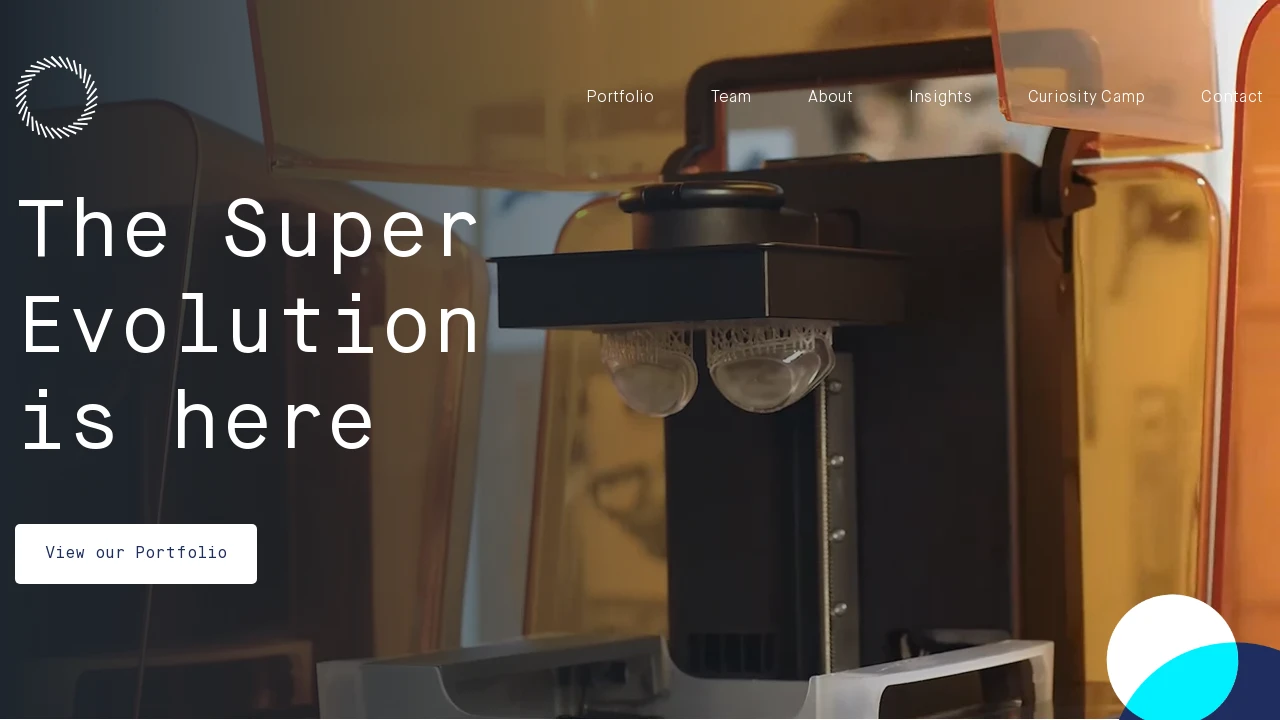 Portfolio Team About Insights Curiosity Camp Contact
The Super
Evolution
is here
View our Portfolio